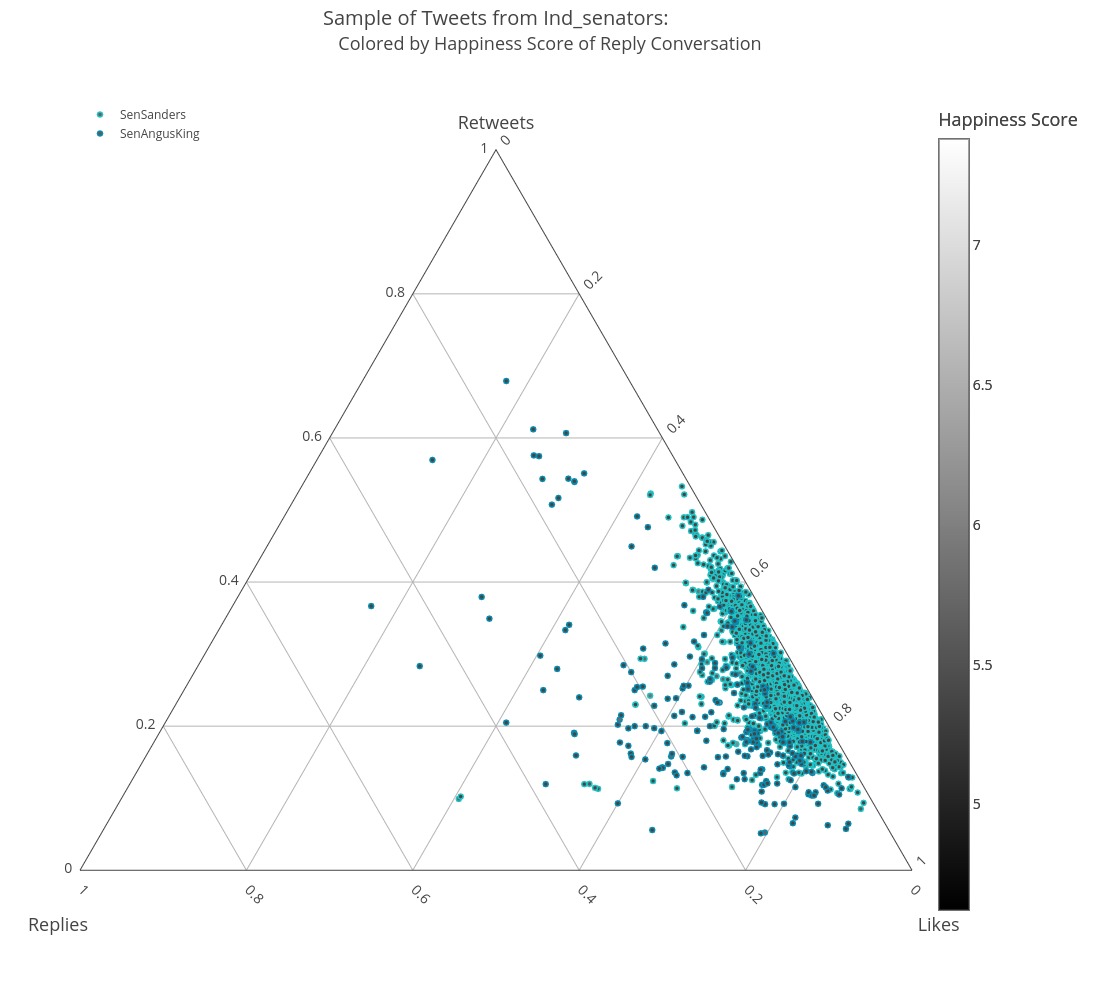 Sample of Tweets from Ind_senators:
Colored by Happiness Score of Reply Conversation
SenSanders
SenAngusKing
Retweets
Happiness Score
1
0
0.8
0.2
0.6
0.4
0.4
0.6
0.2
0.8
0
1
1
0.8
0.6
0.4
0.2
0
Replies
Likes
7
6.5
6
5.5
5